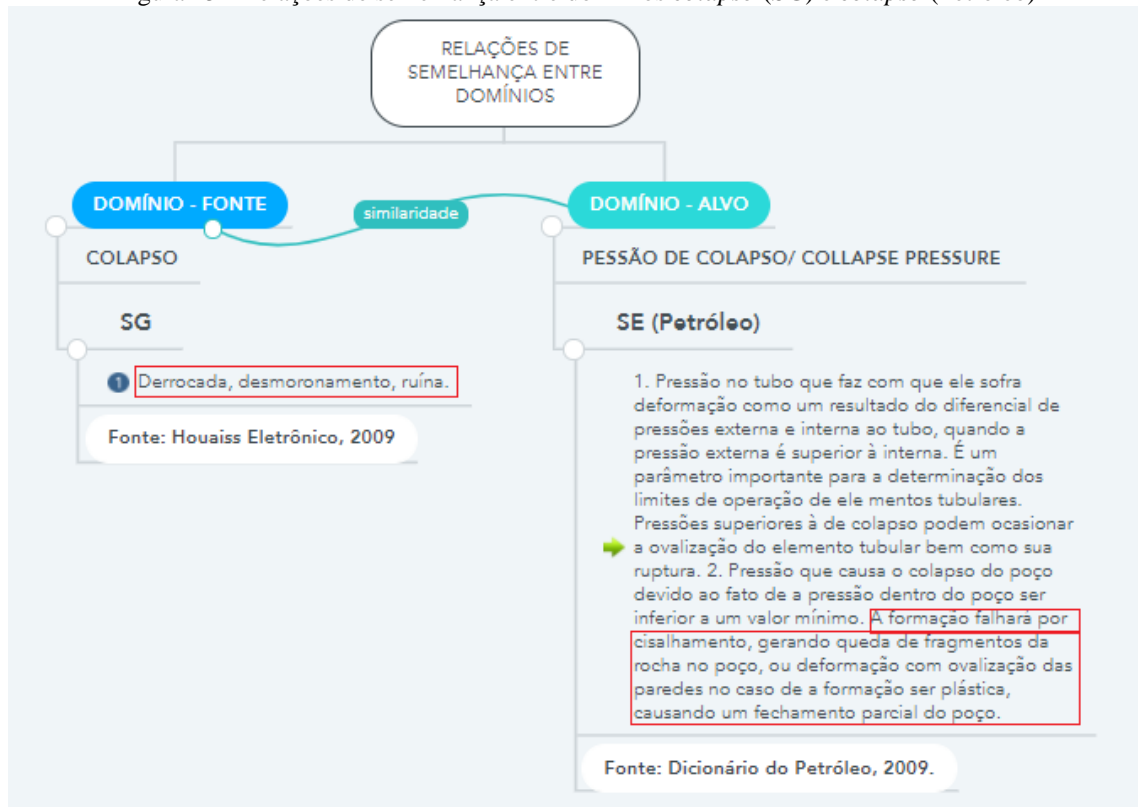 RELAÇÕES DE
SEMELHANÇA ENTRE
DOMÍNIOS
DOMÍNIO - FONTE
similaridade
DOMÍNIO - ALVO
COLAPSO
PESSÃO DE COLAPSO/ COLLAPSE PRESSURE
SG
SE (Petróleo)
1 Derrocada, desmoronamento, ruína.
Fonte: Houaiss Eletrônico, 2009
1. Pressão no tubo que faz com que ele sofra
deformação como um resultado do diferencial de
pressões externa e interna ao tubo, quando a
pressão externa é superior à interna. É um
parâmetro importante para a determinação dos
limites de operação de ele mentos tubulares.
Pressões superiores à de colapso podem ocasionar
a ovalização do elemento tubular bem como sua
ruptura. 2. Pressão que causa o colapso do poço
devido ao fato de a pressão dentro do poço ser
inferior a um valor mínimo. A formação falhará por
cisalhamento, gerando queda de fragmentos da
rocha no poço, ou deformação com ovalização das
paredes no caso de a formação ser plástica,
causando um fechamento parcial do poço.
Fonte: Dicionário do Petróleo, 2009.